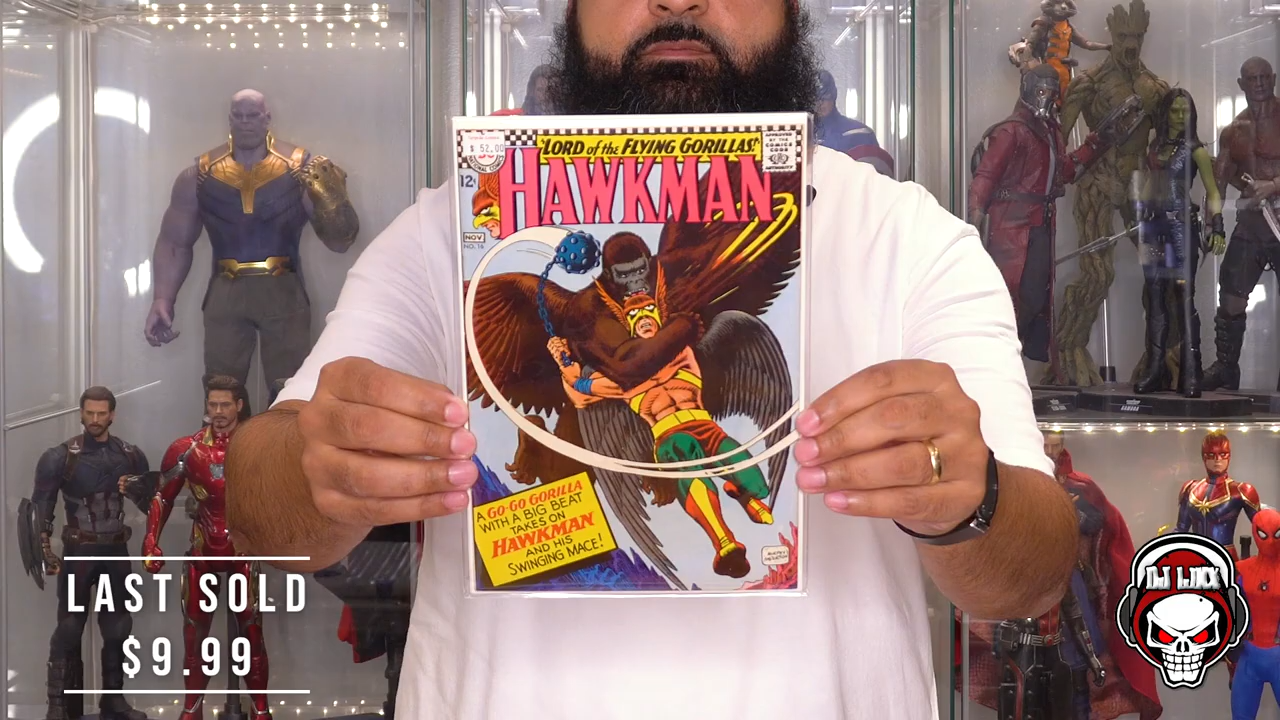 "LORD of the FLYING GORILLAS!"
HAWKMAN
$ 52.00
12¢
NOV
NO. 16
APPROVED
BY THE
COMICS
CODE
AUTHORITY
A GO-GO GORILLA
WITH A BIG BEAT
TAKES ON
HAWKMAN
AND HIS
SWINGING MACE!
LAST SOLD
$9.99
DJ LUCX